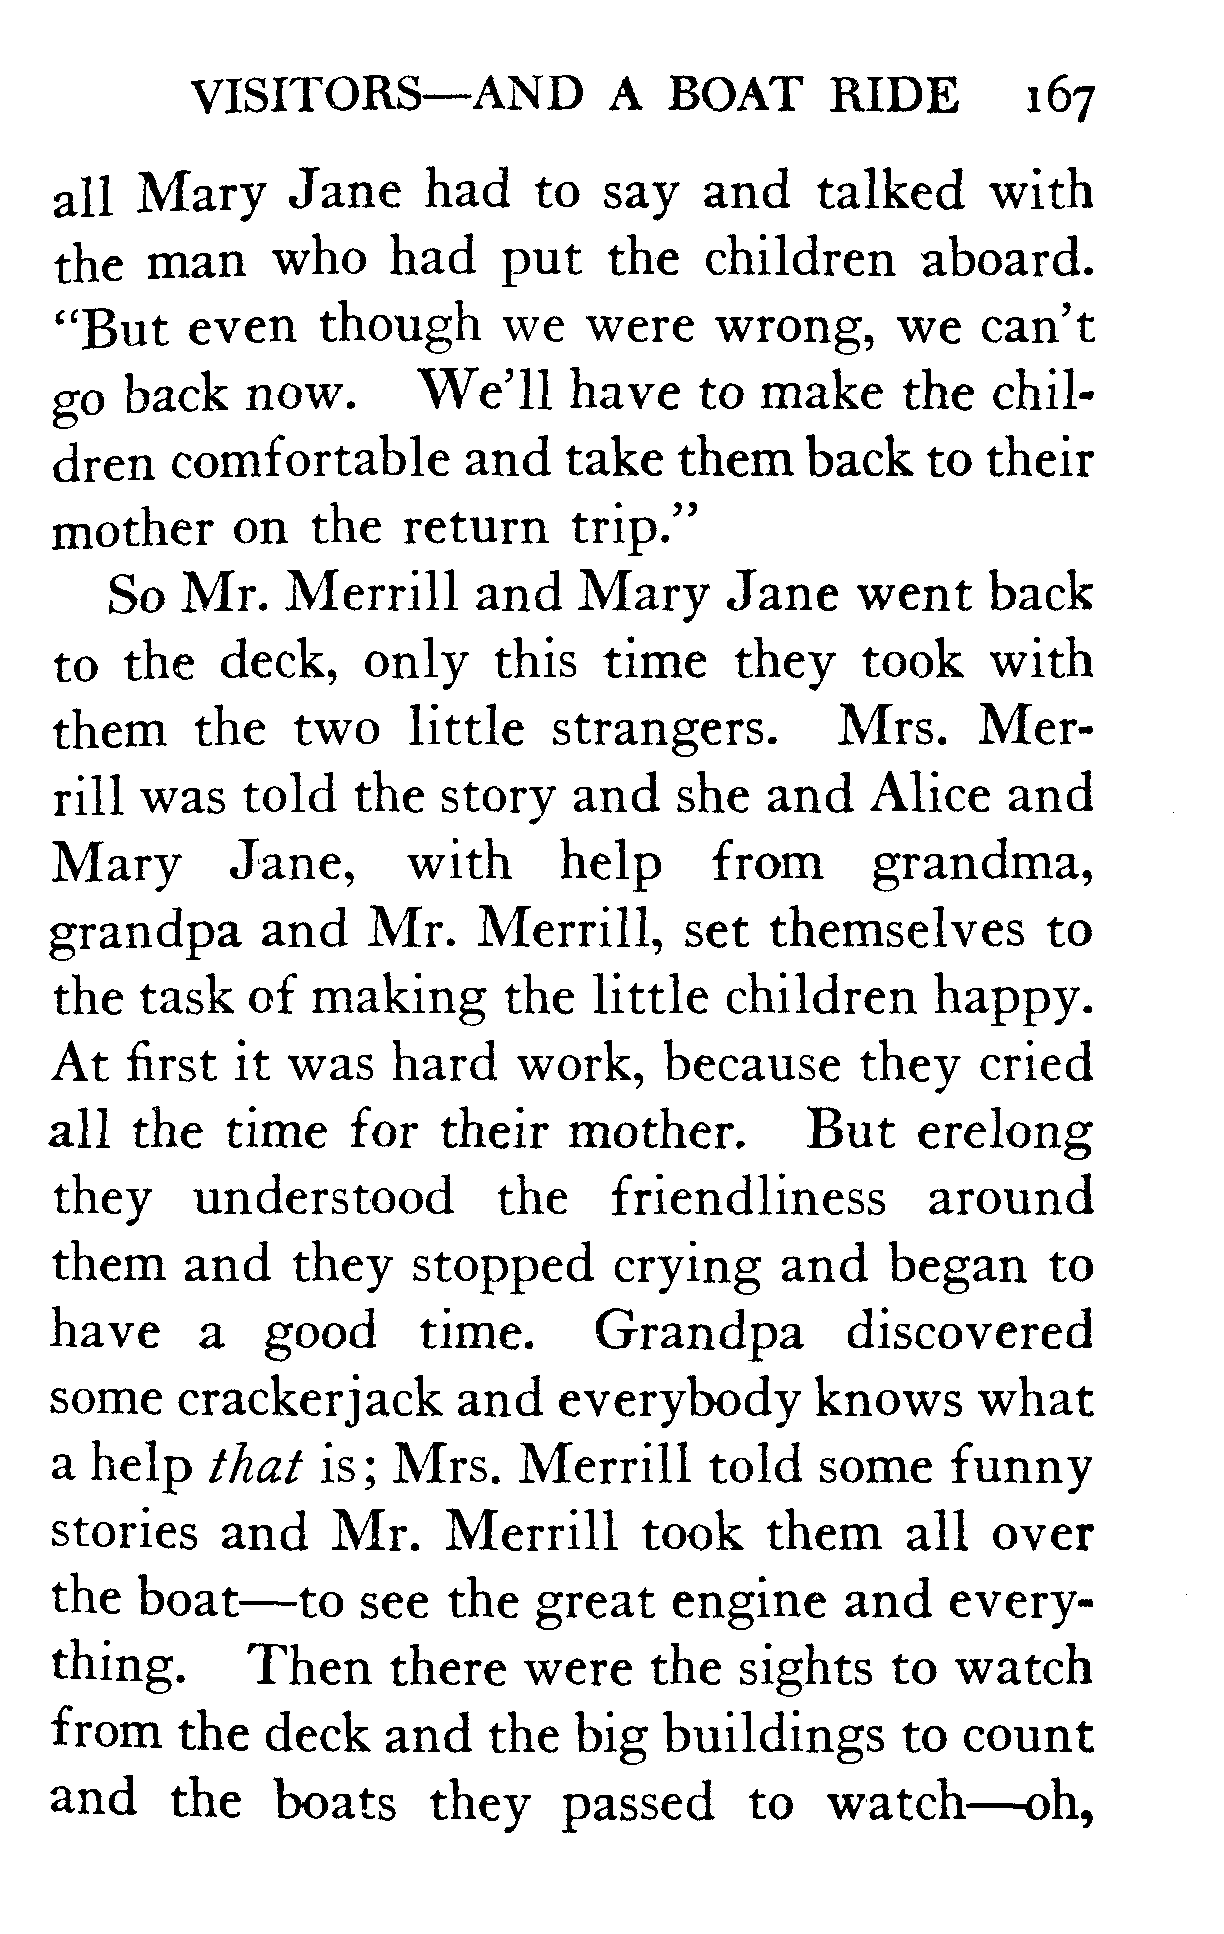 VISITORS—AND A BOAT RIDE 167
all Mary Jane had to say and talked with
the man who had put the children aboard.
“But even though we were wrong, we can’t
go back now. We’ll have to make the chil-
dren comfortable and take them back to their
mother on the return trip.”
So Mr. Merrill and Mary Jane went back
to the deck, only this time they took with
them the two little strangers. Mrs. Mer-
rill was told the story and she and Alice and
Mary Jane, with help from grandma,
grandpa and Mr. Merrill, set themselves to
the task of making the little children happy.
At first it was hard work, because they cried
all the time for their mother. But erelong
they understood the friendliness around
them and they stopped crying and began to
have a good time. Grandpa discovered
some crackerjack and everybody knows what
a help that is; Mrs. Merrill told some funny
stories and Mr. Merrill took them all over
the boat—to see the great engine and every-
thing. Then there were the sights to watch
from the deck and the big buildings to count
and the boats they passed to watch—oh,